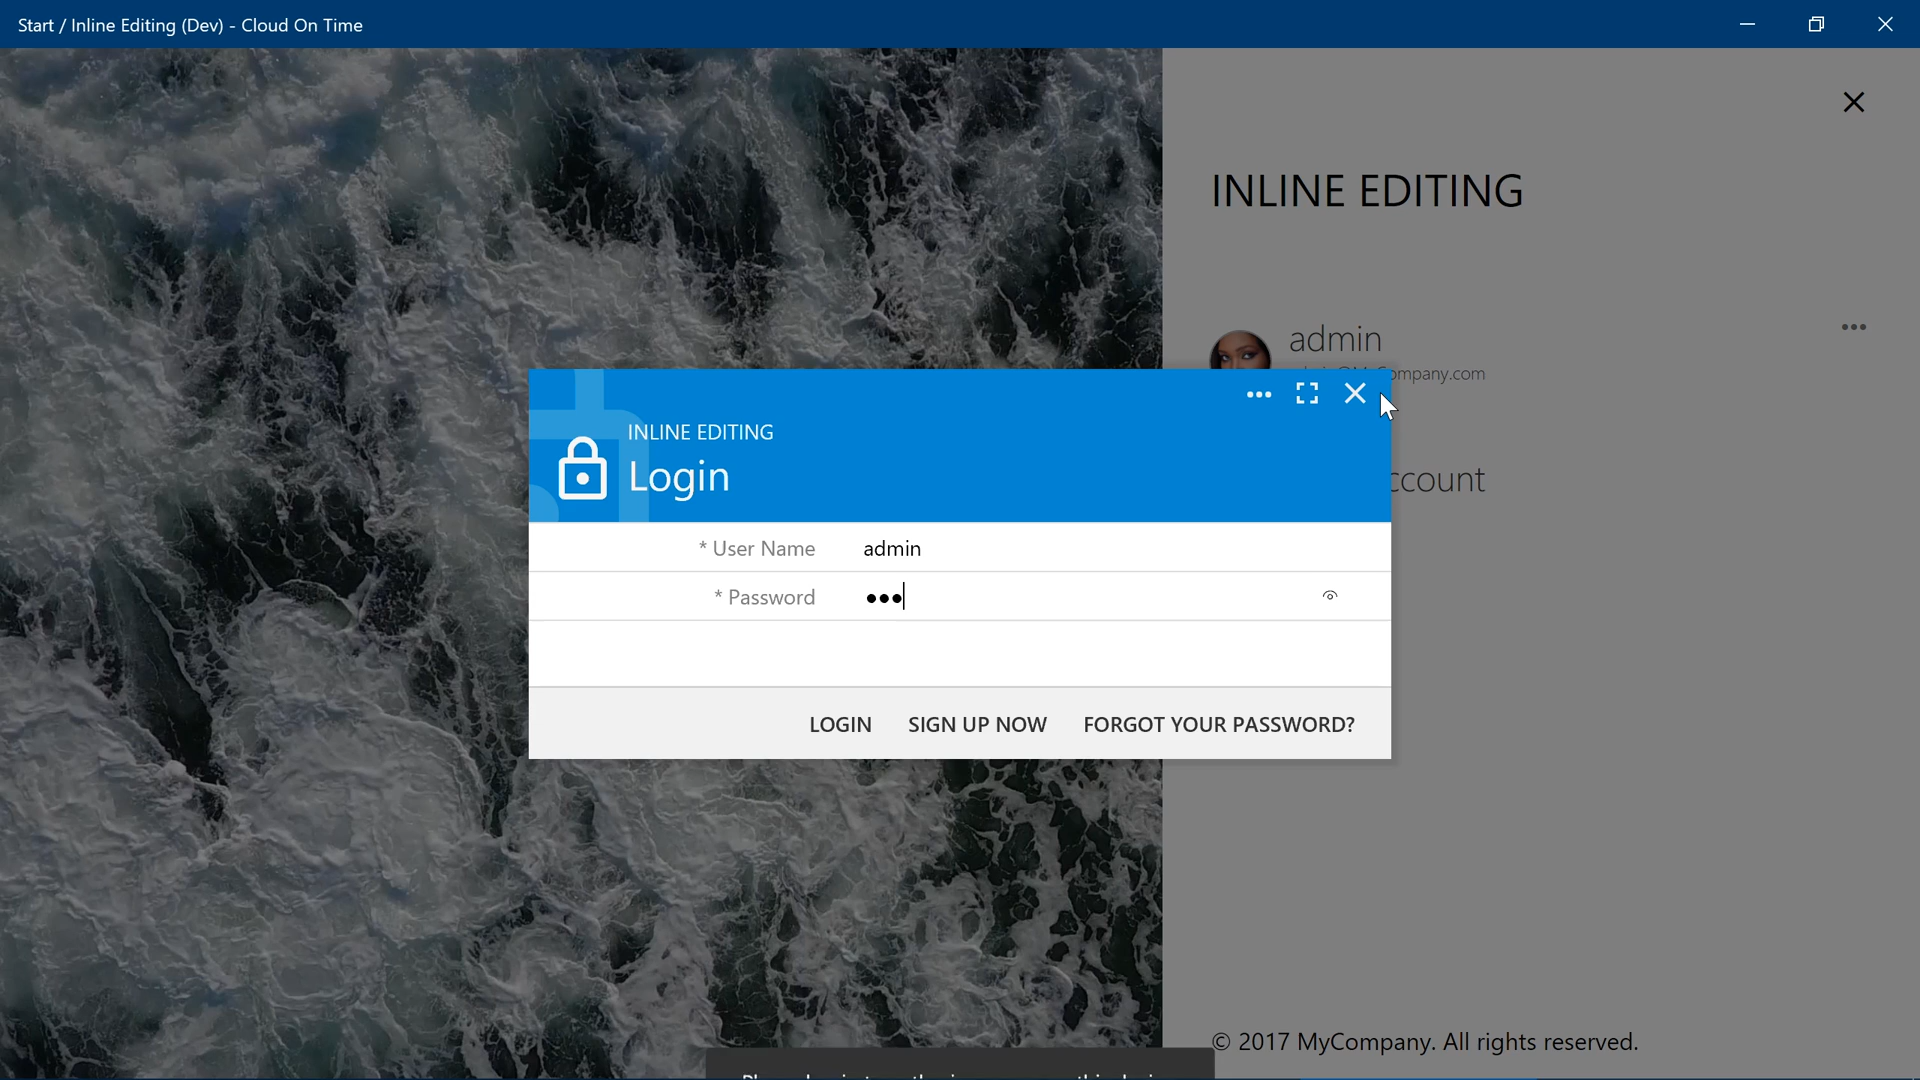 Start / Inline Editing (Dev) - Cloud On Time
INLINE EDITING
admin
mpany.com
ccount
INLINE EDITING
Login
* User Name admin
* Password •••
LOGIN SIGN UP NOW FORGOT YOUR PASSWORD?
© 2017 MyCompany. All rights reserved.